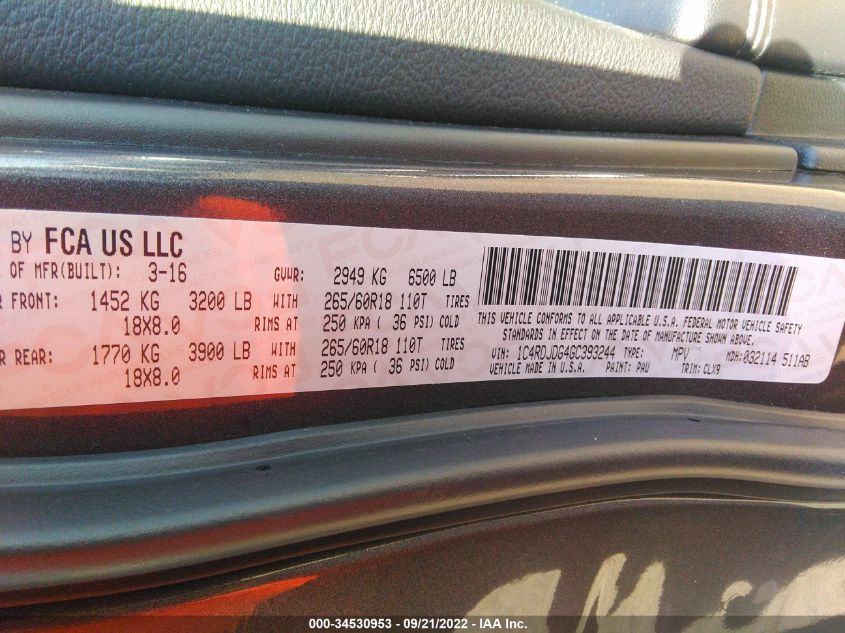 BY FCA US LLC
OF MFR(BUILT): 3-16 GVWR: 2949 KG 6500 LB
FRONT: 1452 KG 3200 LB WITH 265/60R18 110T TIRES
18X8.0 RIMS AT 250 KPA ( 36 PSI) COLD
REAR: 1770 KG 3900 LB WITH 265/60R18 110T TIRES
18X8.0 RIMS AT 250 KPA ( 36 PSI) COLD
THIS VEHICLE CONFORMS TO ALL APPLICABLE U.S.A. FEDERAL MOTOR VEHICLE SAFETY
STANDARDS IN EFFECT ON THE DATE OF MANUFACTURE SHOWN ABOVE.
VIN: 1C4RDJDG4GC393244 TYPE: MPV MDH: 032114 511AB
VEHICLE MADE IN U.S.A. PAINT: PAU TRIM: CLX9
000-34530953 - 09/21/2022 - IAA Inc.